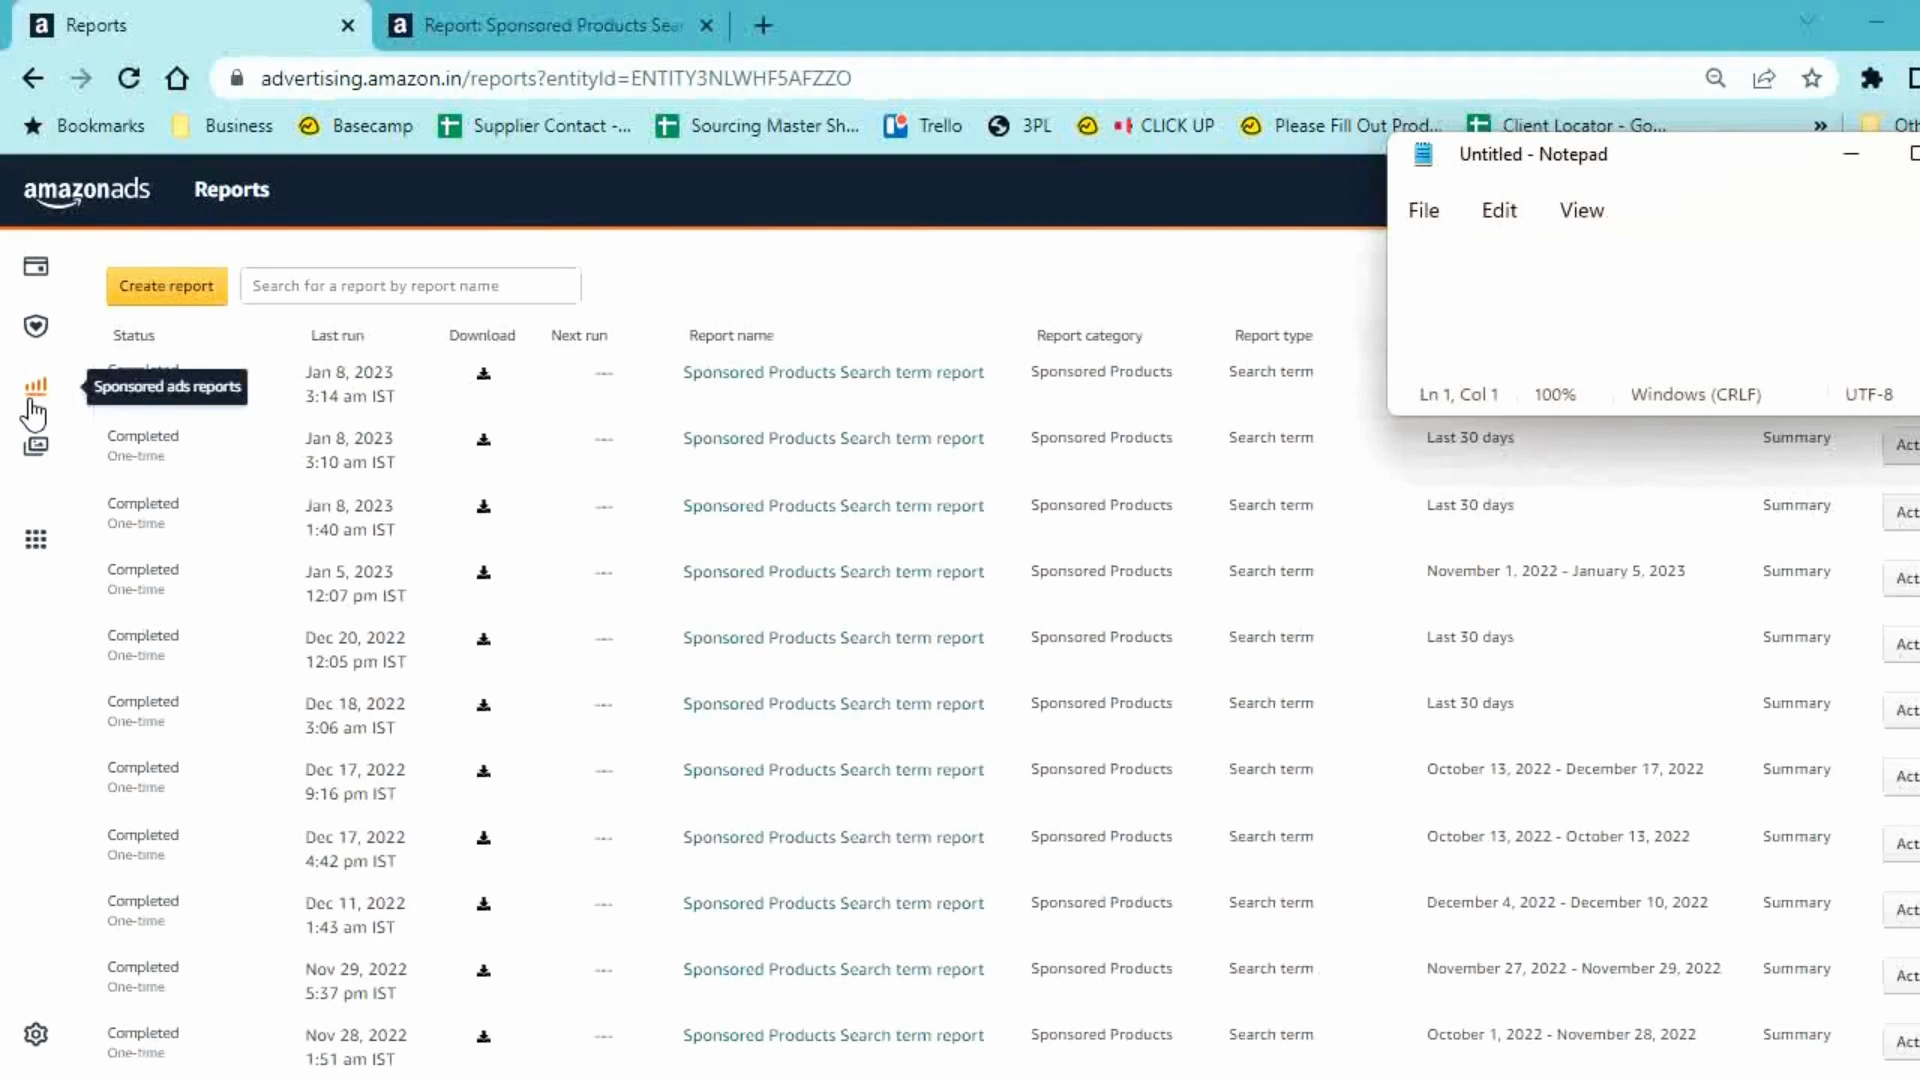 Reports
Report: Sponsored Products Sea
advertising.amazon.in/reports?entityId=ENTITY3NLWHF5AFZZO
Bookmarks Business Basecamp Supplier Contact -... Sourcing Master Sh... Trello 3PL CLICK UP Please Fill Out Prod... Client Locator - Go... » Oth
amazonads Reports
Untitled - Notepad
File Edit View
Ln 1, Col 1 100% Windows (CRLF) UTF-8
Create report Search for a report by report name
Status Last run Download Next run Report name Report category Report type
Sponsored ads reports
Completed Jan 8, 2023 Sponsored Products Search term report Sponsored Products Search term
3:14 am IST
Completed Jan 8, 2023 Sponsored Products Search term report Sponsored Products Search term Last 30 days Summary Act
One-time 3:10 am IST
Completed Jan 8, 2023 Sponsored Products Search term report Sponsored Products Search term Last 30 days Summary Act
One-time 1:40 am IST
Completed Jan 5, 2023 Sponsored Products Search term report Sponsored Products Search term November 1, 2022 - January 5, 2023 Summary Act
One-time 12:07 pm IST
Completed Dec 20, 2022 Sponsored Products Search term report Sponsored Products Search term Last 30 days Summary Act
One-time 12:05 pm IST
Completed Dec 18, 2022 Sponsored Products Search term report Sponsored Products Search term Last 30 days Summary Act
One-time 3:06 am IST
Completed Dec 17, 2022 Sponsored Products Search term report Sponsored Products Search term October 13, 2022 - December 17, 2022 Summary Act
One-time 9:16 pm IST
Completed Dec 17, 2022 Sponsored Products Search term report Sponsored Products Search term October 13, 2022 - October 13, 2022 Summary Act
One-time 4:42 pm IST
Completed Dec 11, 2022 Sponsored Products Search term report Sponsored Products Search term December 4, 2022 - December 10, 2022 Summary Act
One-time 1:43 am IST
Completed Nov 29, 2022 Sponsored Products Search term report Sponsored Products Search term November 27, 2022 - November 29, 2022 Summary Act
One-time 5:37 pm IST
Completed Nov 28, 2022 Sponsored Products Search term report Sponsored Products Search term October 1, 2022 - November 28, 2022 Summary Act
One-time 1:51 am IST